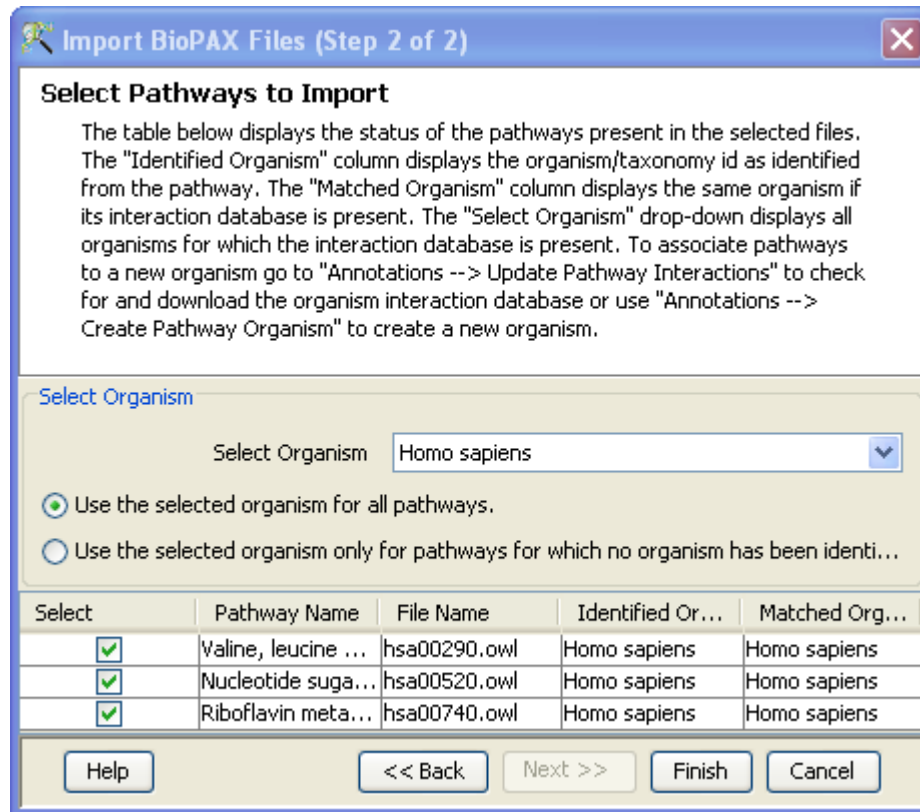 Import BioPAX Files (Step 2 of 2)
Select Pathways to Import
The table below displays the status of the pathways present in the selected files.
The "Identified Organism" column displays the organism/taxonomy id as identified
from the pathway. The "Matched Organism" column displays the same organism if
its interaction database is present. The "Select Organism" drop-down displays all
organisms for which the interaction database is present. To associate pathways
to a new organism go to "Annotations --> Update Pathway Interactions" to check
for and download the organism interaction database or use "Annotations -->
Create Pathway Organism" to create a new organism.
Select Organism
Select Organism Homo sapiens
Use the selected organism for all pathways.
Use the selected organism only for pathways for which no organism has been identi...
Select Pathway Name File Name Identified Or... Matched Org...
Valine, leucine ... hsa00290.owl Homo sapiens Homo sapiens
Nucleotide suga... hsa00520.owl Homo sapiens Homo sapiens
Riboflavin meta... hsa00740.owl Homo sapiens Homo sapiens
Help << Back Next >> Finish Cancel